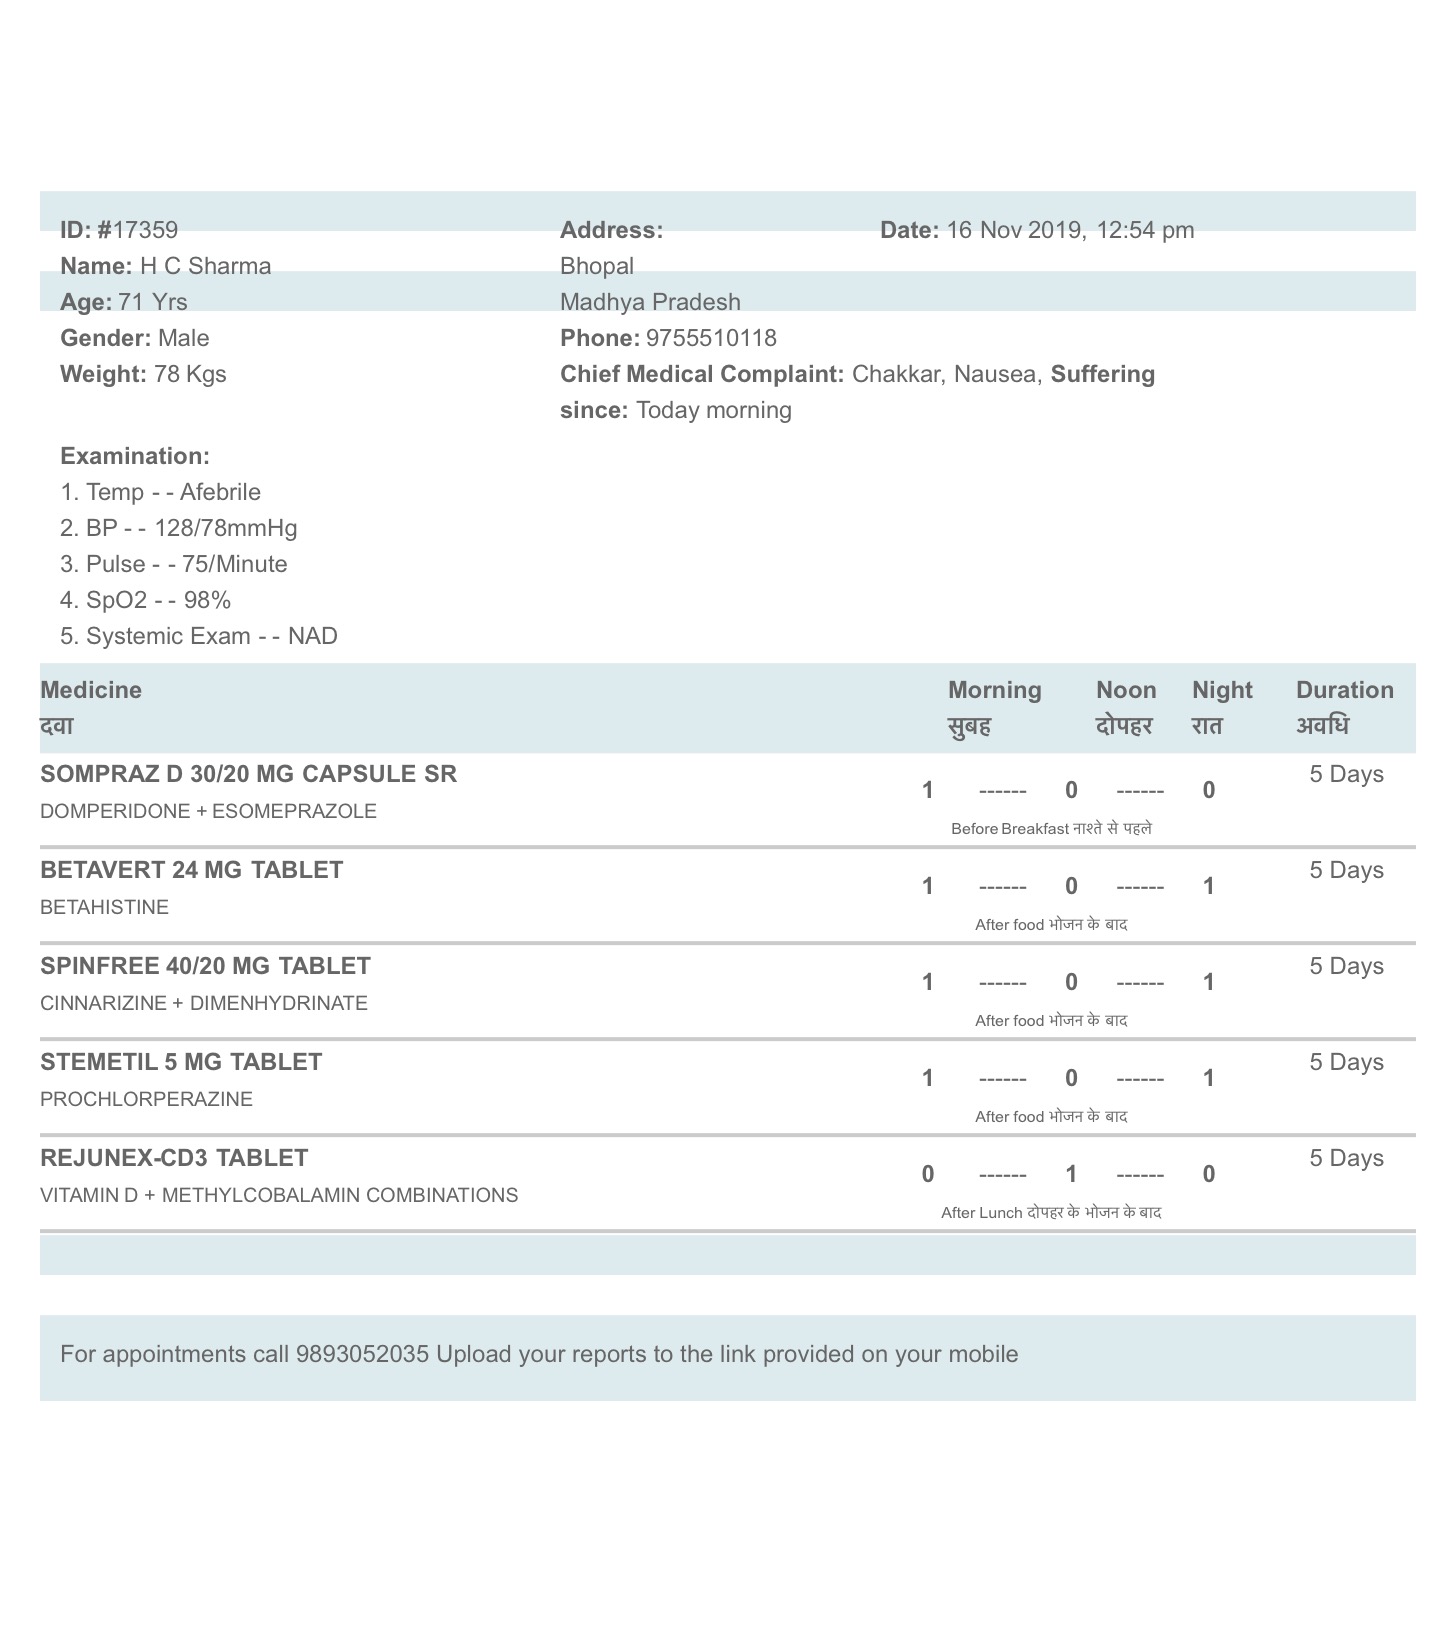 ID: #17359 Address: Date: 16 Nov 2019, 12:54 pm
Name: H C Sharma Bhopal
Age: 71 Yrs Madhya Pradesh
Gender: Male Phone: 9755510118
Weight: 78 Kgs Chief Medical Complaint: Chakkar, Nausea, Suffering
since: Today morning
Examination:
1. Temp - - Afebrile
2. BP - - 128/78mmHg
3. Pulse - - 75/Minute
4. SpO2 - - 98%
5. Systemic Exam - - NAD
Medicine Morning Noon Night Duration
दवा सुबह दोपहर रात अवधि
SOMPRAZ D 30/20 MG CAPSULE SR 5 Days
1 ------ 0 ------ 0
DOMPERIDONE + ESOMEPRAZOLE
Before Breakfast नाश्ते से पहले
BETAVERT 24 MG TABLET 5 Days
1 ------ 0 ------ 1
BETAHISTINE
After food भोजन के बाद
SPINFREE 40/20 MG TABLET 5 Days
1 ------ 0 ------ 1
CINNARIZINE + DIMENHYDRINATE
After food भोजन के बाद
STEMETIL 5 MG TABLET 5 Days
1 ------ 0 ------ 1
PROCHLORPERAZINE
After food भोजन के बाद
REJUNEX-CD3 TABLET 5 Days
0 ------ 1 ------ 0
VITAMIN D + METHYLCOBALAMIN COMBINATIONS
After Lunch दोपहर के भोजन के बाद
For appointments call 9893052035 Upload your reports to the link provided on your mobile